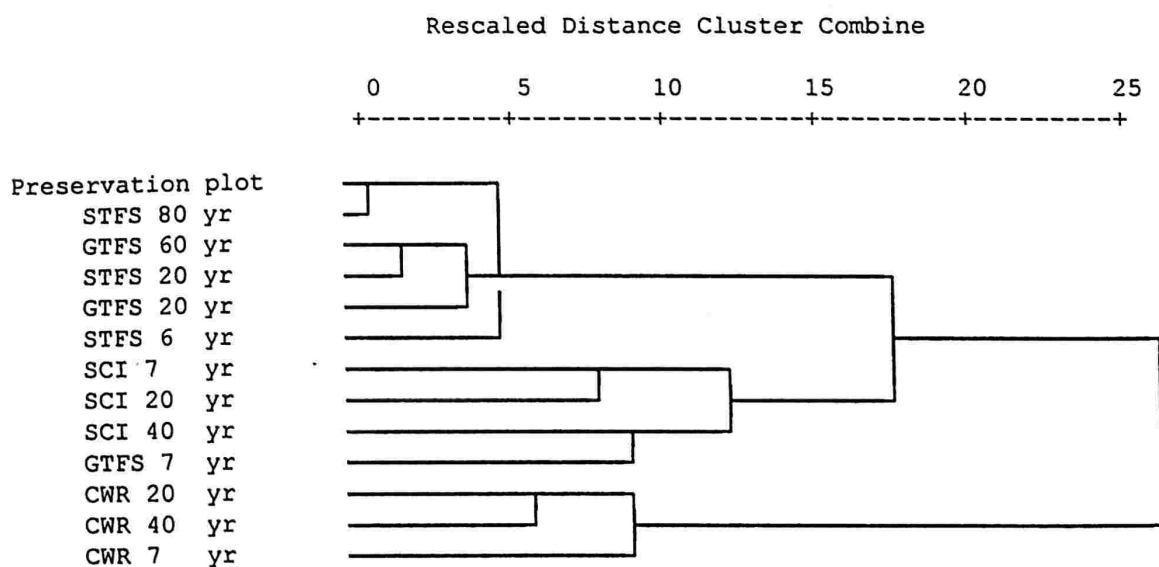 Rescaled Distance Cluster Combine
0 5 10 15 20 25
+---------+---------+---------+---------+---------+
Preservation plot
STFS 80 yr
GTFS 60 yr
STFS 20 yr
GTFS 20 yr
STFS 6 yr
SCI 7 yr
SCI 20 yr
SCI 40 yr
GTFS 7 yr
CWR 20 yr
CWR 40 yr
CWR 7 yr